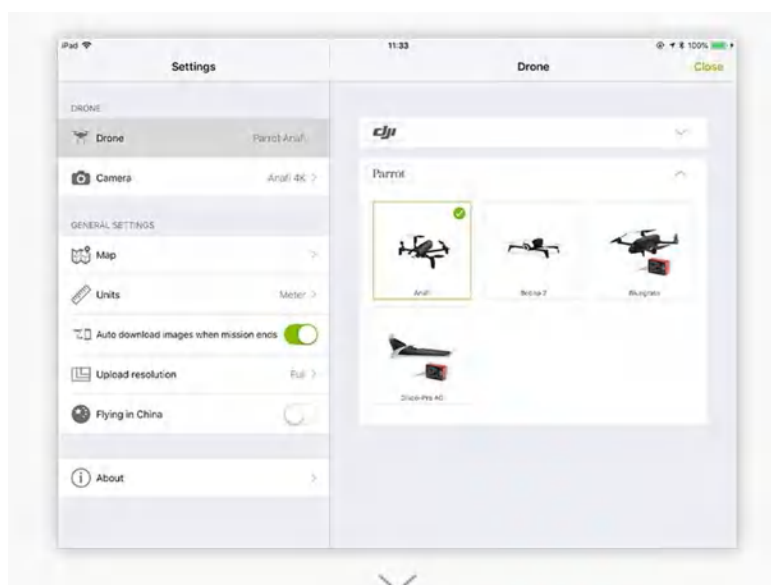 iPad 11:33 100%
Settings Drone Close
DRONE
Drone Parrot Anafi
Camera Anafi 4K
GENERAL SETTINGS
Map
Units Meter
Auto download images when mission ends
Upload resolution Full
Flying in China
About
dji
Parrot
Anafi Bebop 2 Bluegrass
Disco-Pro AG